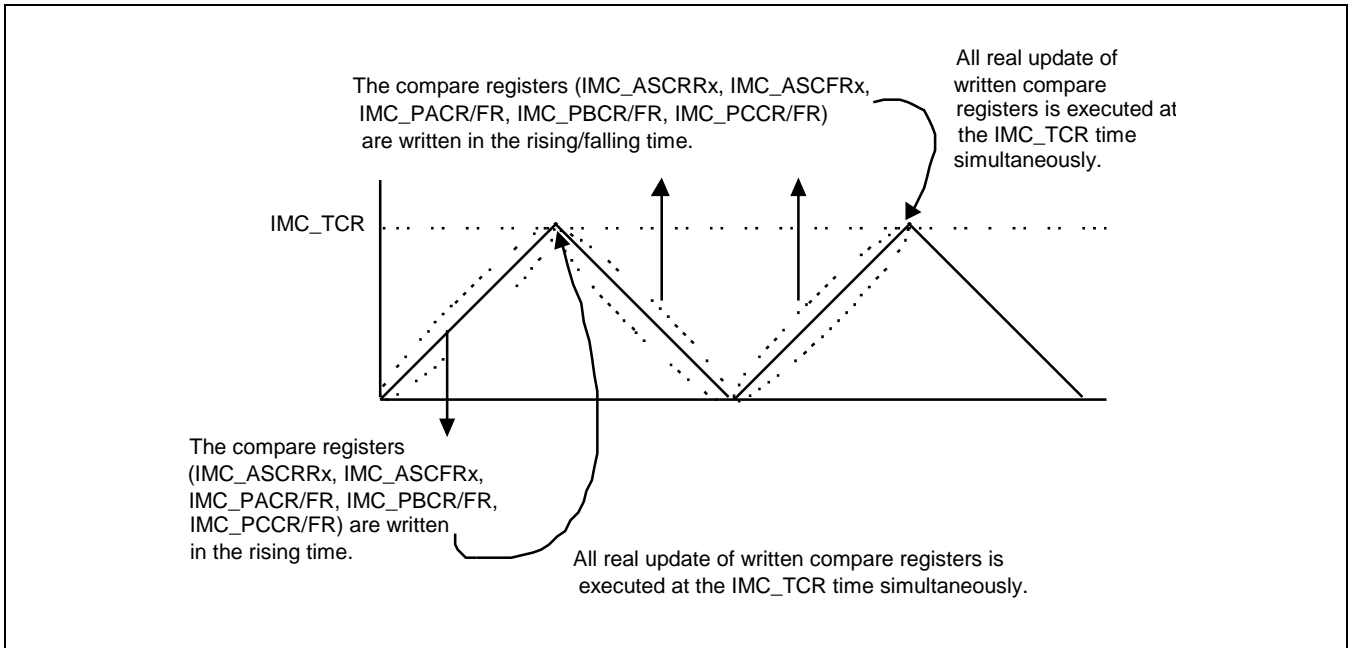 The compare registers (IMC_ASCRRx, IMC_ASCFRx,
IMC_PACR/FR, IMC_PBCR/FR, IMC_PCCR/FR)
are written in the rising/falling time.
All real update of
written compare
registers is executed at
the IMC_TCR time
simultaneously.
IMC_TCR
The compare registers
(IMC_ASCRRx, IMC_ASCFRx,
IMC_PACR/FR, IMC_PBCR/FR,
IMC_PCCR/FR) are written
in the rising time.
All real update of written compare registers is
executed at the IMC_TCR time simultaneously.